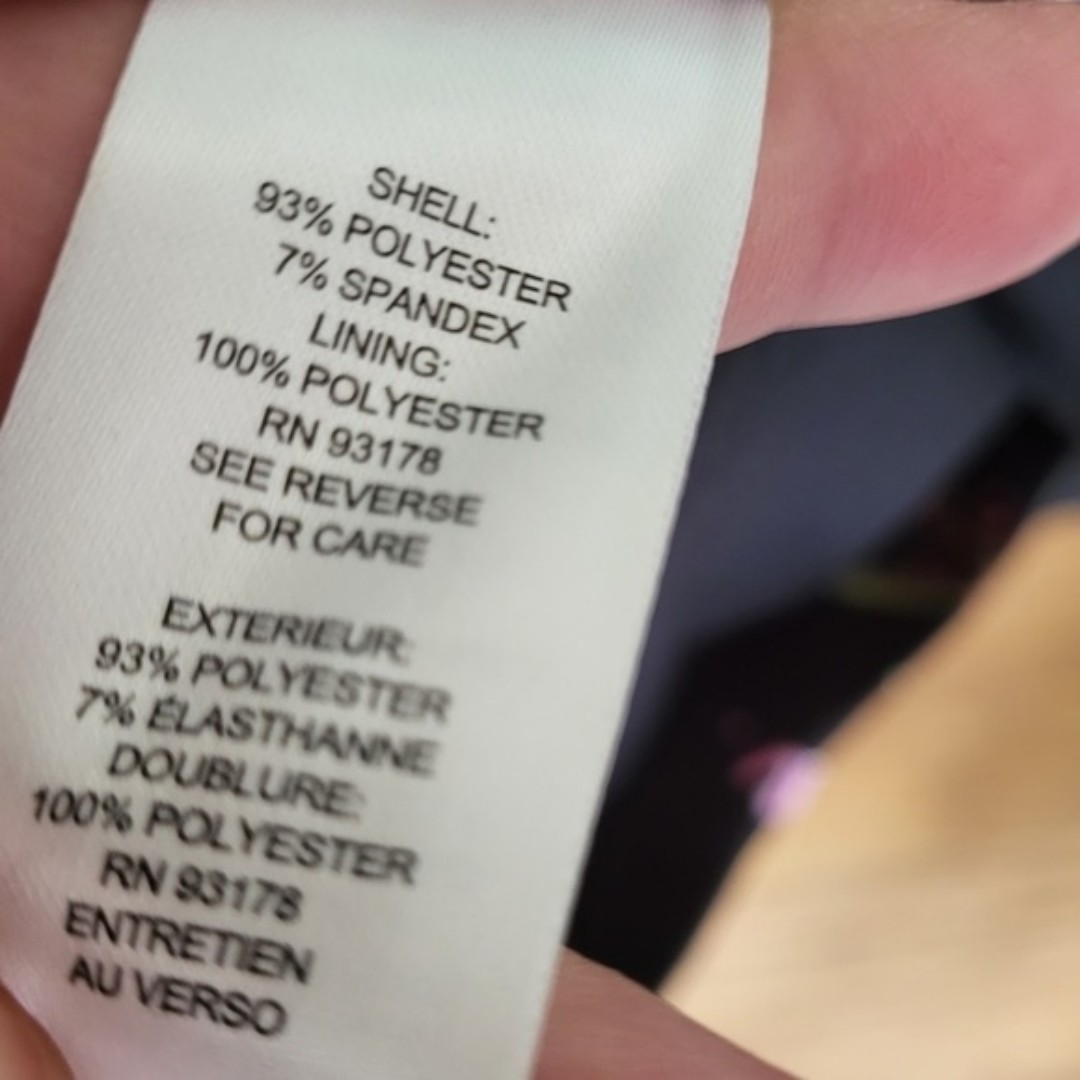 SHELL:
93% POLYESTER
7% SPANDEX
LINING:
100% POLYESTER
RN 93178
SEE REVERSE
FOR CARE
EXTERIEUR:
93% POLYESTER
7% ÉLASTHANNE
DOUBLURE:
100% POLYESTER
RN 93178
ENTRETIEN
AU VERSO